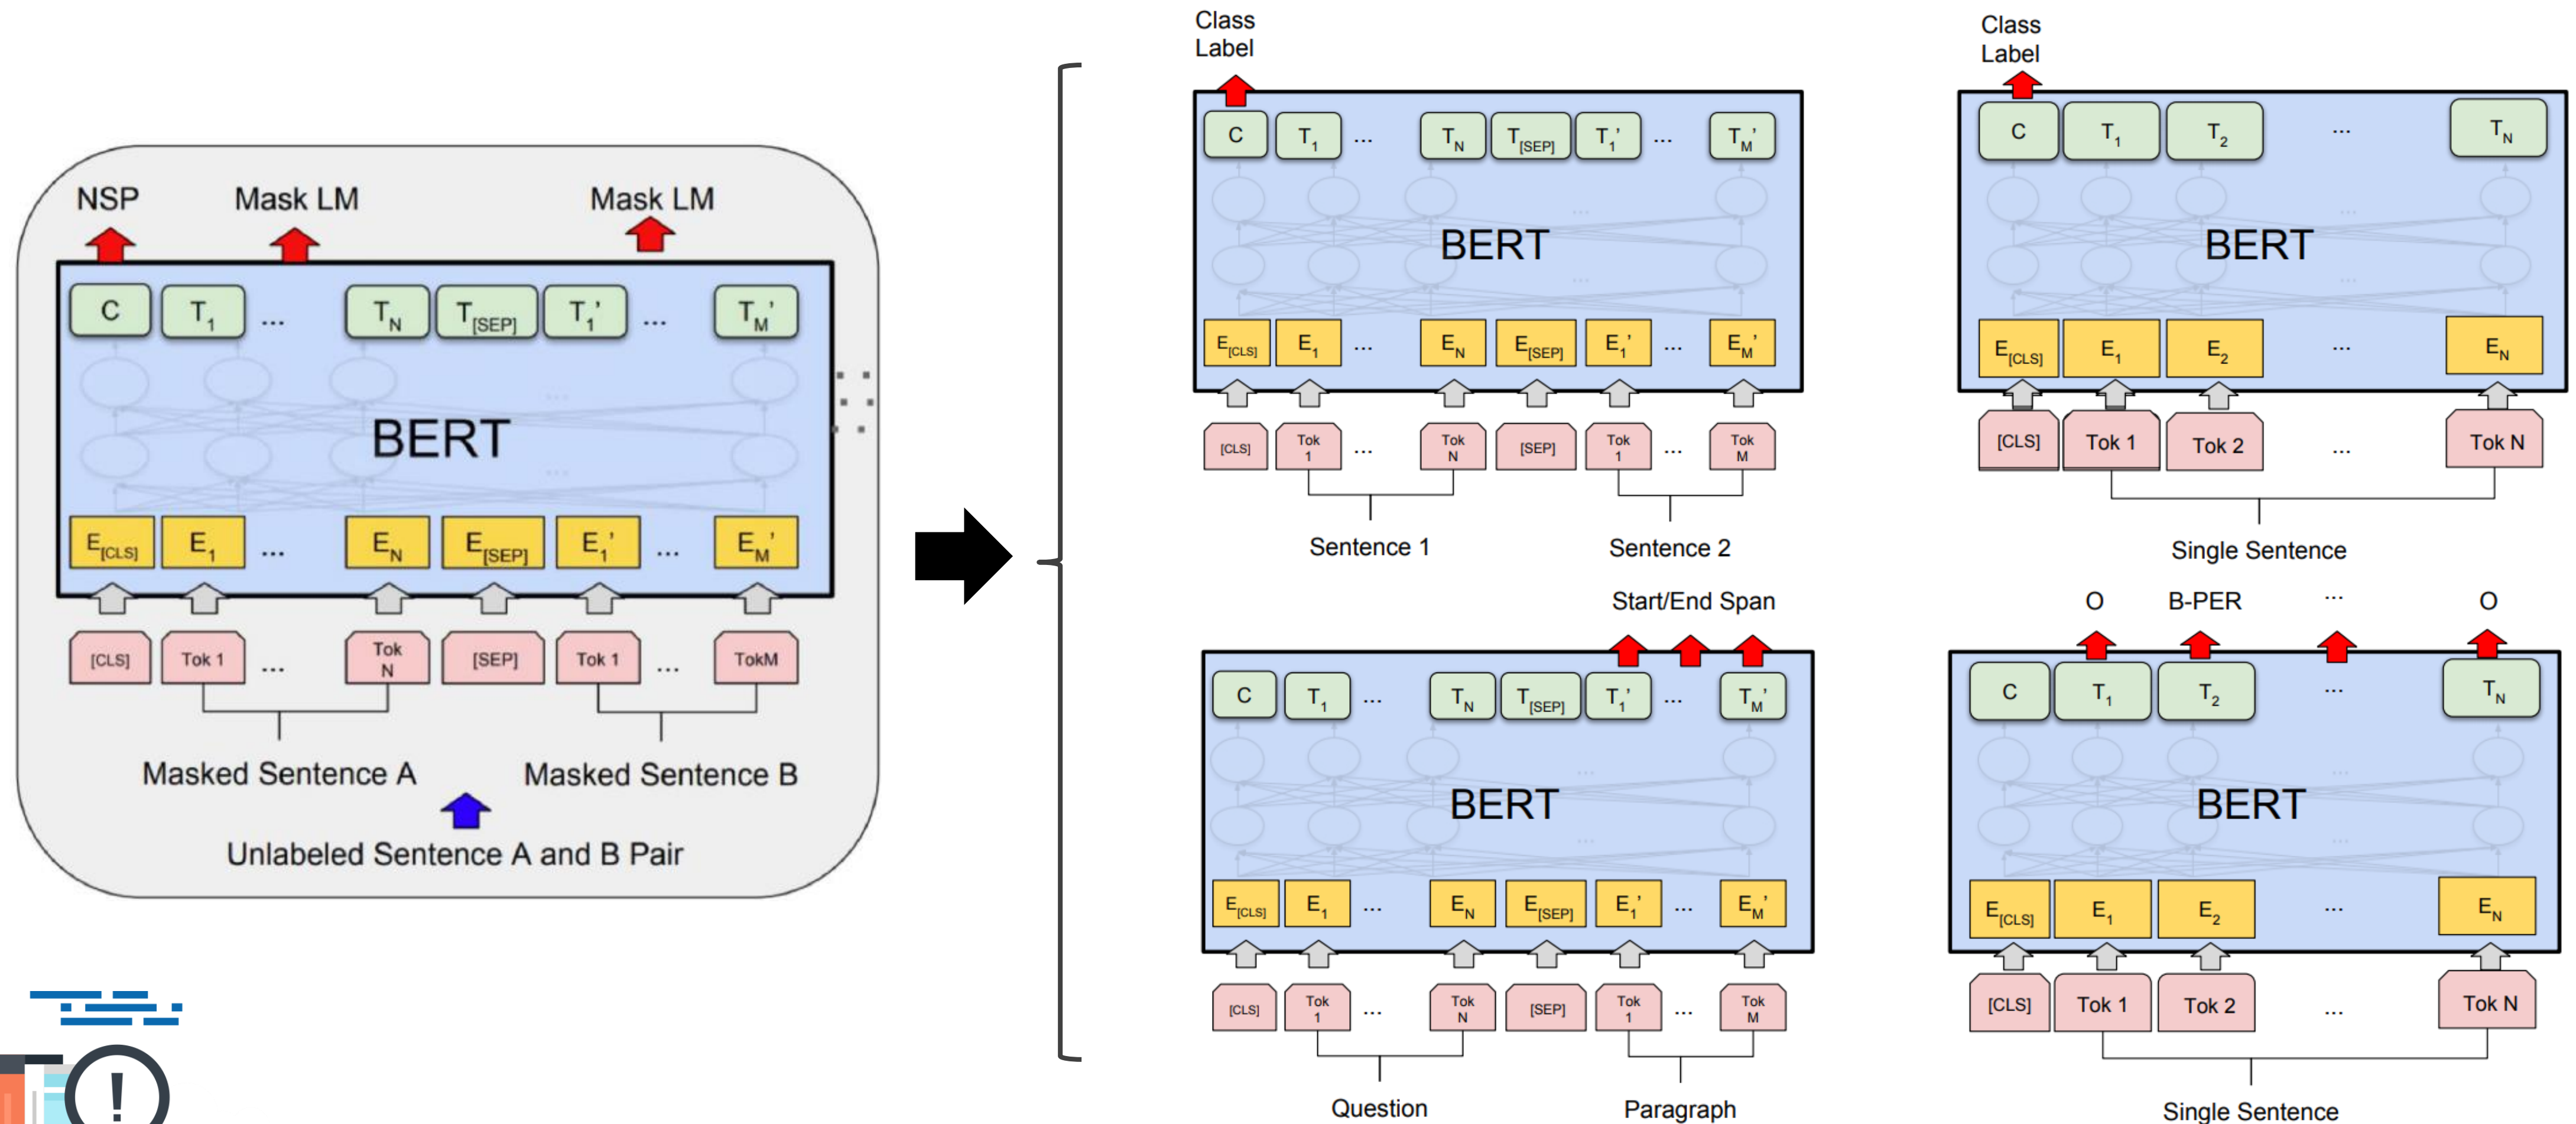 NSP Mask LM Mask LM
C T1 ... TN T[SEP] T1' ... TM'
BERT
E[CLS] E1 ... EN E[SEP] E1' ... EM'
[CLS] Tok 1 ... Tok N [SEP] Tok 1 ... TokM
Masked Sentence A Masked Sentence B
Unlabeled Sentence A and B Pair
!
Class
Label
C T1 ... TN T[SEP] T1' ... TM'
BERT
E[CLS] E1 ... EN E[SEP] E1' ... EM'
[CLS] Tok 1 ... Tok N [SEP] Tok 1 ... Tok M
Sentence 1 Sentence 2
Class
Label
C T1 T2 ... TN
BERT
E[CLS] E1 E2 ... EN
[CLS] Tok 1 Tok 2 ... Tok N
Single Sentence
Start/End Span
C T1 ... TN T[SEP] T1' ... TM'
BERT
E[CLS] E1 ... EN E[SEP] E1' ... EM'
[CLS] Tok 1 ... Tok N [SEP] Tok 1 ... Tok M
Question Paragraph
O B-PER ... O
C T1 T2 ... TN
BERT
E[CLS] E1 E2 ... EN
[CLS] Tok 1 Tok 2 ... Tok N
Single Sentence